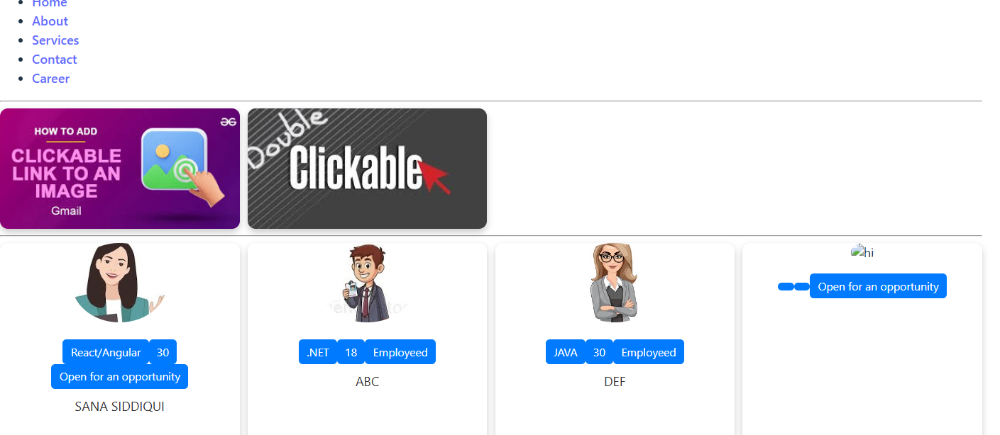 Home
About
Services
Contact
Career
HOW TO ADD
CLICKABLE
LINK TO AN
IMAGE
Gmail
Double
Clickable
hi
Open for an opportunity
React/Angular 30
Open for an opportunity
SANA SIDDIQUI
.NET 18 Employeed
ABC
JAVA 30 Employeed
DEF